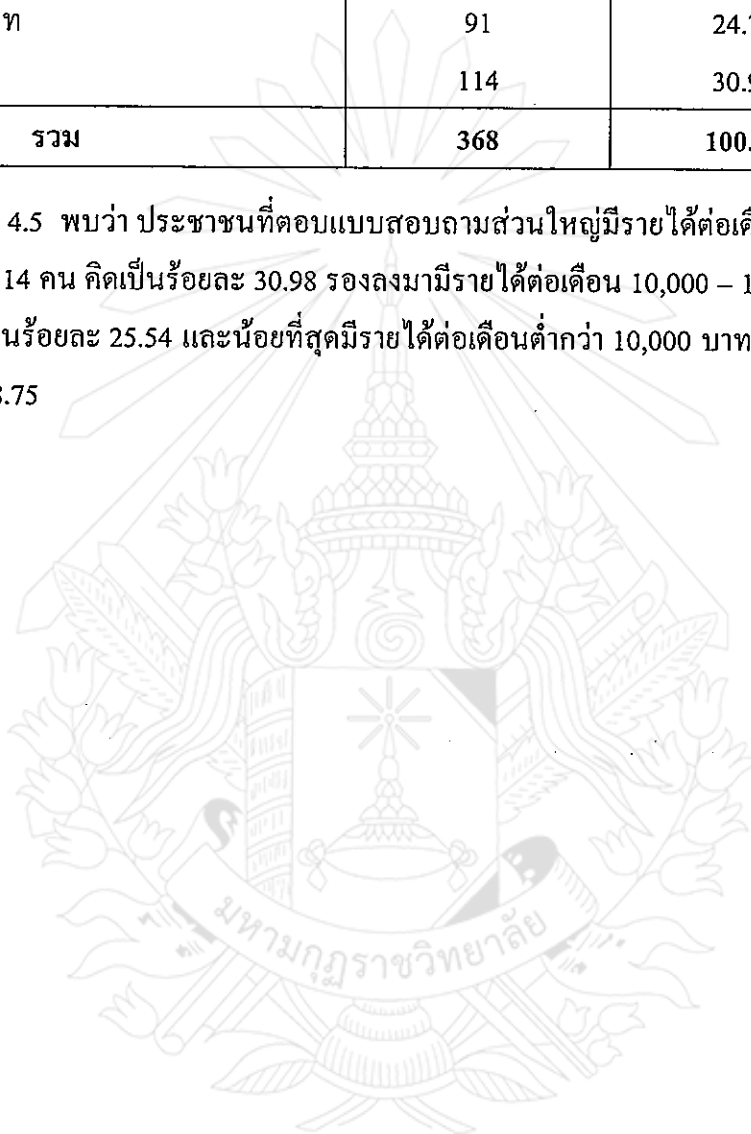 ท 91 24.
114 30.
รวม 368 100.
4.5 พบว่า ประชาชนที่ตอบแบบสอบถามส่วนใหญ่มีรายได้ต่อ
14 คน คิดเป็นร้อยละ 30.98 รองลงมามีรายได้ต่อเดือน 10,000 – 1
นร้อยละ 25.54 และน้อยที่สุดมีรายได้ต่อเดือนต่ำกว่า 10,000 บาท
8.75
มหามกุฏราชวิทยาลัย